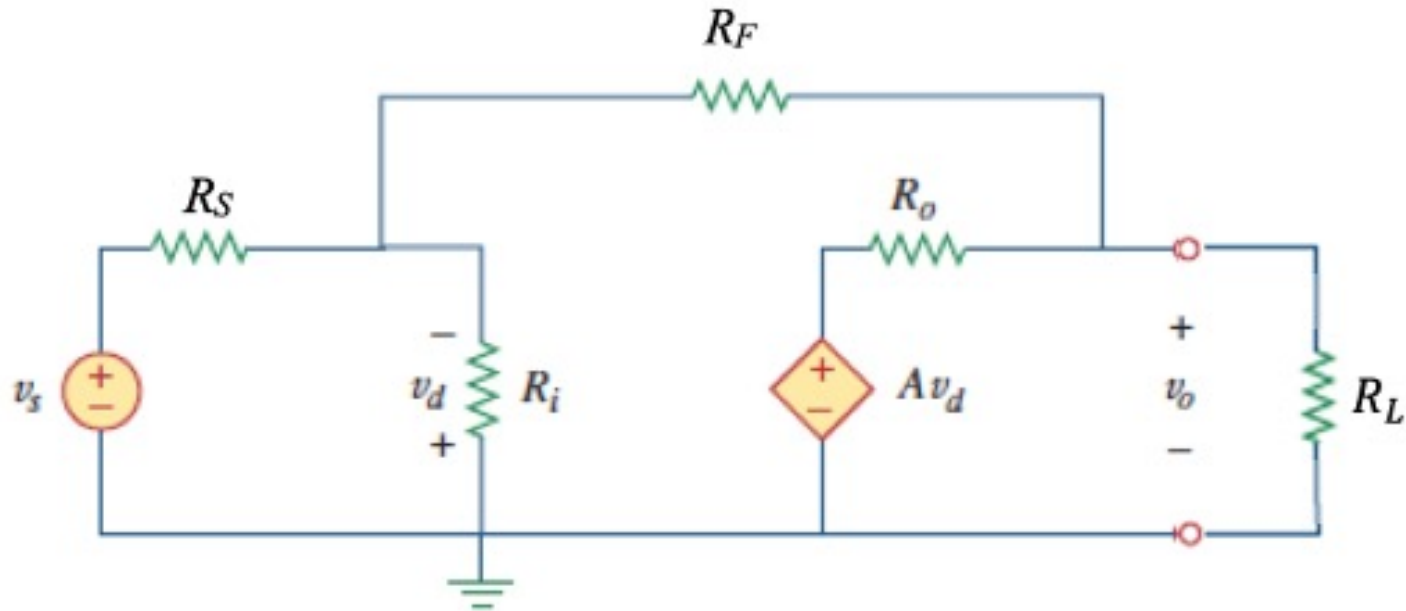 R_F
R_S
R_o
v_s
+
−
−
v_d
+
R_i
+
−
Av_d
+
v_o
−
R_L